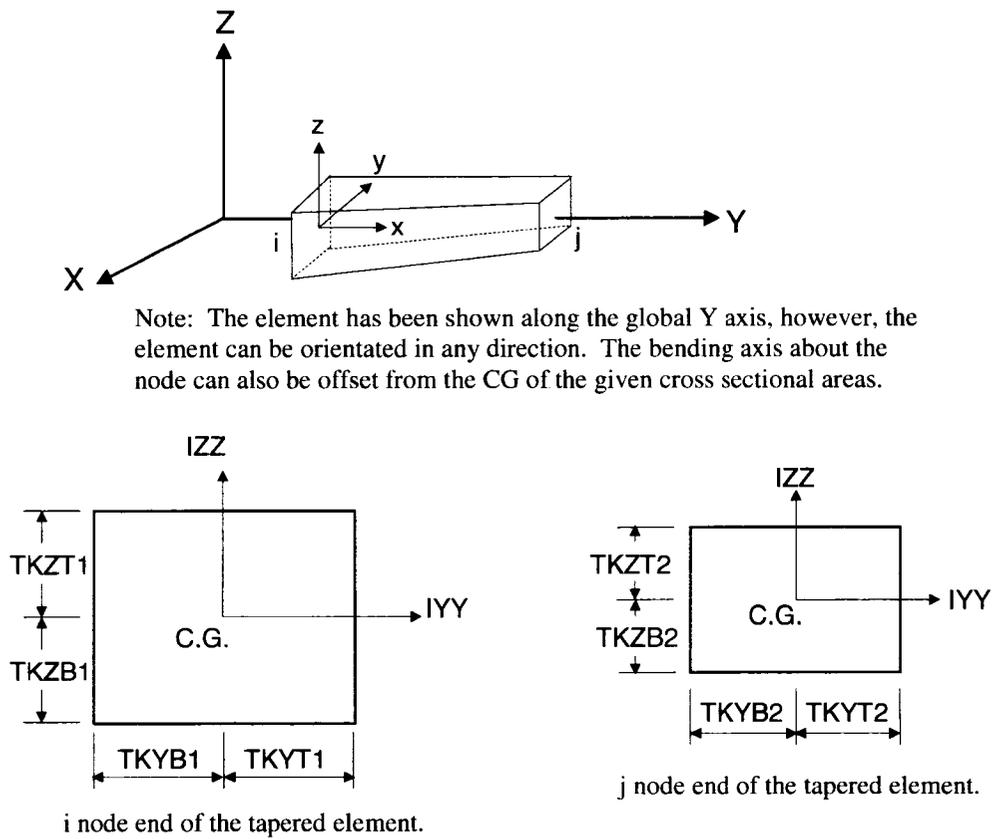 Z
z
y
x
i
j
Y
X
Note: The element has been shown along the global Y axis, however, the
element can be orientated in any direction. The bending axis about the
node can also be offset from the CG of the given cross sectional areas.
IZZ
TKZT1
IYY
C.G.
TKZB1
TKYB1 TKYT1
i node end of the tapered element.
IZZ
TKZT2
IYY
C.G.
TKZB2
TKYB2 TKYT2
j node end of the tapered element.